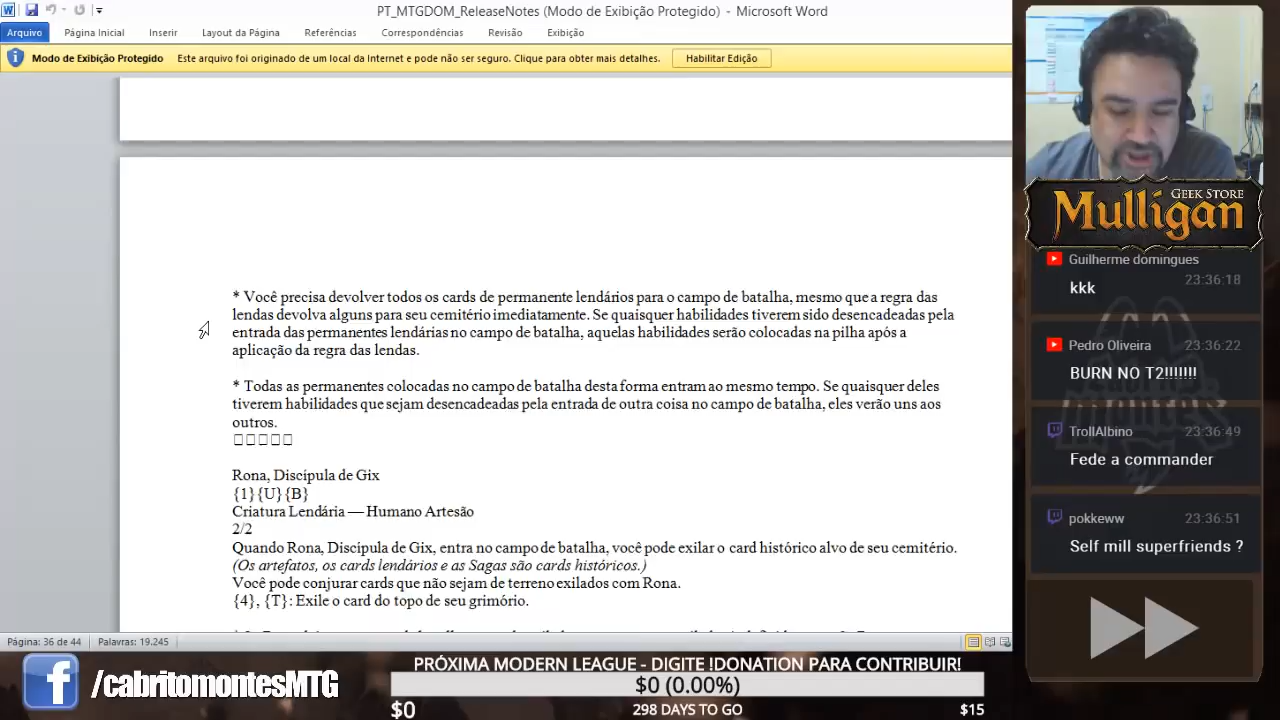 PT_MTGDOM_ReleaseNotes (Modo de Exibição Protegido) - Microsoft Word
Arquivo Página Inicial Inserir Layout da Página Referências Correspondências Revisão Exibição
Modo de Exibição Protegido Este arquivo foi originado de um local da Internet e pode não ser seguro. Clique para obter mais detalhes. Habilitar Edição
* Você precisa devolver todos os cards de permanente lendários para o campo de batalha, mesmo que a regra das
lendas devolva alguns para seu cemitério imediatamente. Se quaisquer habilidades tiverem sido desencadeadas pela
entrada das permanentes lendárias no campo de batalha, aquelas habilidades serão colocadas na pilha após a
aplicação da regra das lendas.
* Todas as permanentes colocadas no campo de batalha desta forma entram ao mesmo tempo. Se quaisquer deles
tiverem habilidades que sejam desencadeadas pela entrada de outra coisa no campo de batalha, eles verão uns aos
outros.
Rona, Discípula de Gix
{1}{U}{B}
Criatura Lendária — Humano Artesão
2/2
Quando Rona, Discípula de Gix, entra no campo de batalha, você pode exilar o card histórico alvo de seu cemitério.
(Os artefatos, os cards lendários e as Sagas são cards históricos.)
Você pode conjurar cards que não sejam de terreno exilados com Rona.
{4}, {T}: Exile o card do topo de seu grimório.
Página: 36 de 44 Palavras: 19.245
GEEK STORE
Mulligan
Guilherme domingues 23:36:18
kkk
Pedro Oliveira 23:36:22
BURN NO T2!!!!!!!
TrollAlbino 23:36:49
Fede a commander
pokkeww 23:36:51
Self mill superfriends ?
/cabritomontesMTG
PRÓXIMA MODERN LEAGUE - DIGITE !DONATION PARA CONTRIBUIR!
$0 (0.00%)
$0 298 DAYS TO GO $15